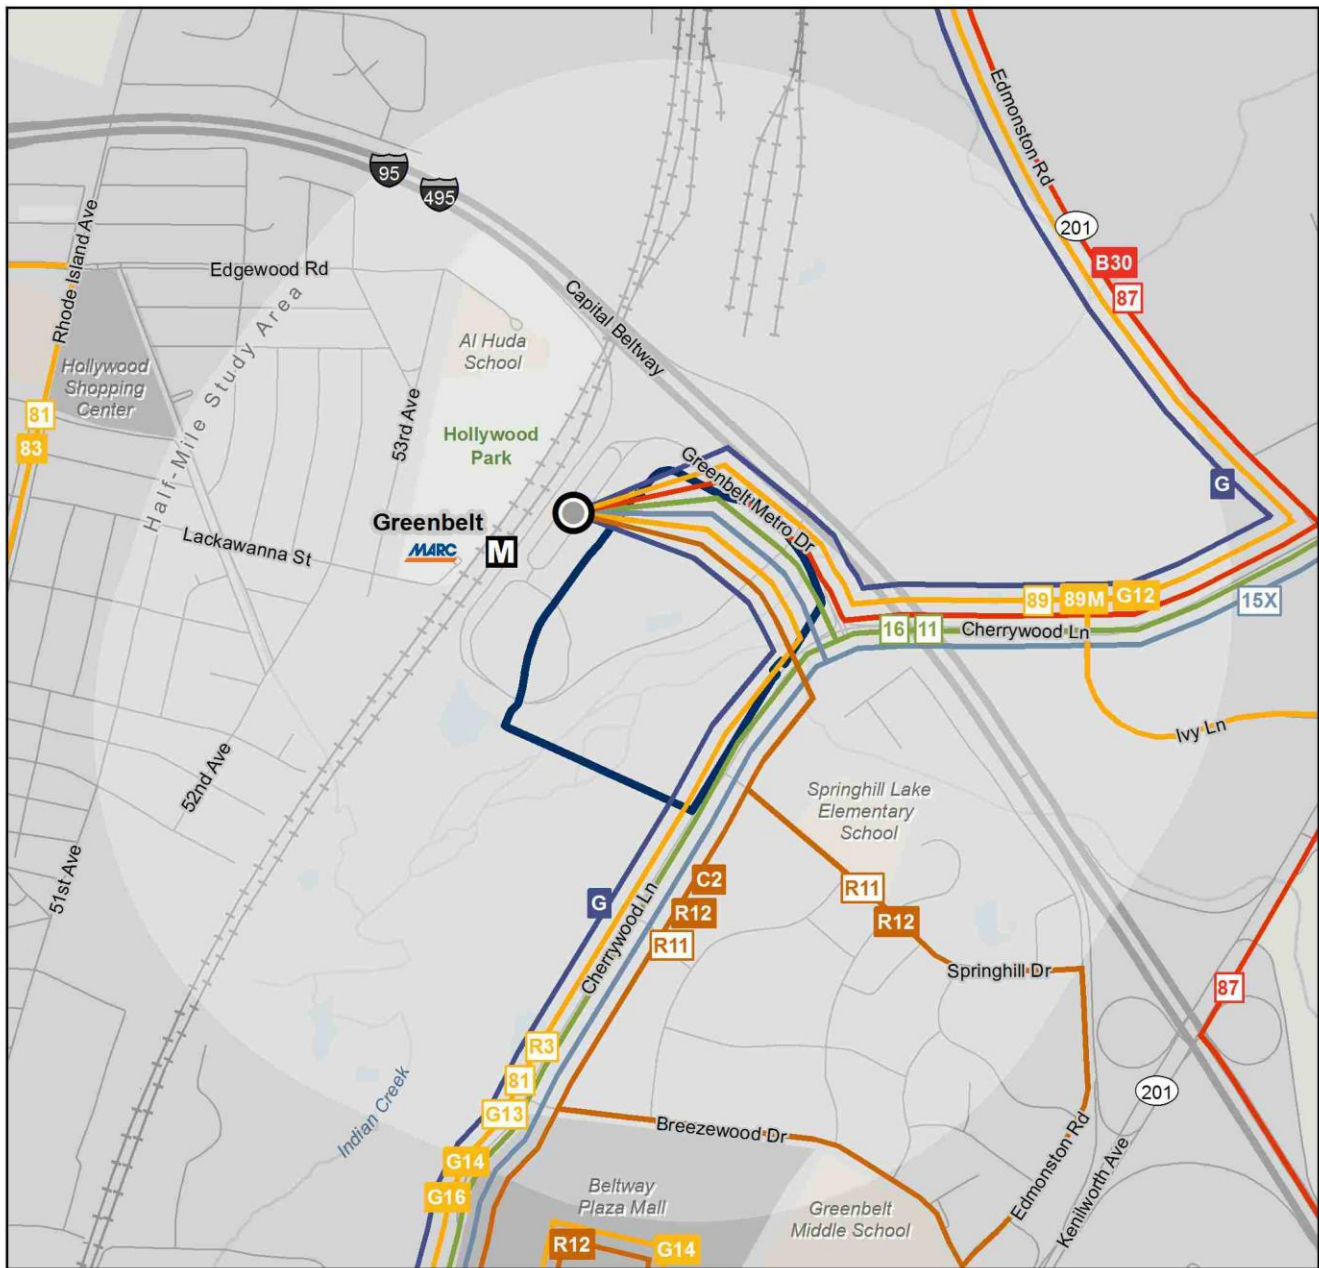 Edmonston Rd
95
495
201
Rhode Island Ave
Edgewood Rd
B30
87
Capital Beltway
Half-Mile Study Area
Al Huda
School
Hollywood
Shopping
Center
81
83
53rd Ave
Hollywood
Park
Greenbelt Metro Dr
G
Greenbelt
MARC
M
Lackawanna St
89
89M
G12
15X
16
11
Cherrywood Ln
Ivy Ln
52nd Ave
Springhill Lake
Elementary
School
51st Ave
C2
R11
G
R12
R12
R11
Cherrywood Ln
Springhill Dr
87
R3
81
201
G13
Indian Creek
Breezewood Dr
Edmonston Rd
Kenilworth Ave
G14
G16
Beltway
Plaza Mall
Greenbelt
Middle School
R12
G14